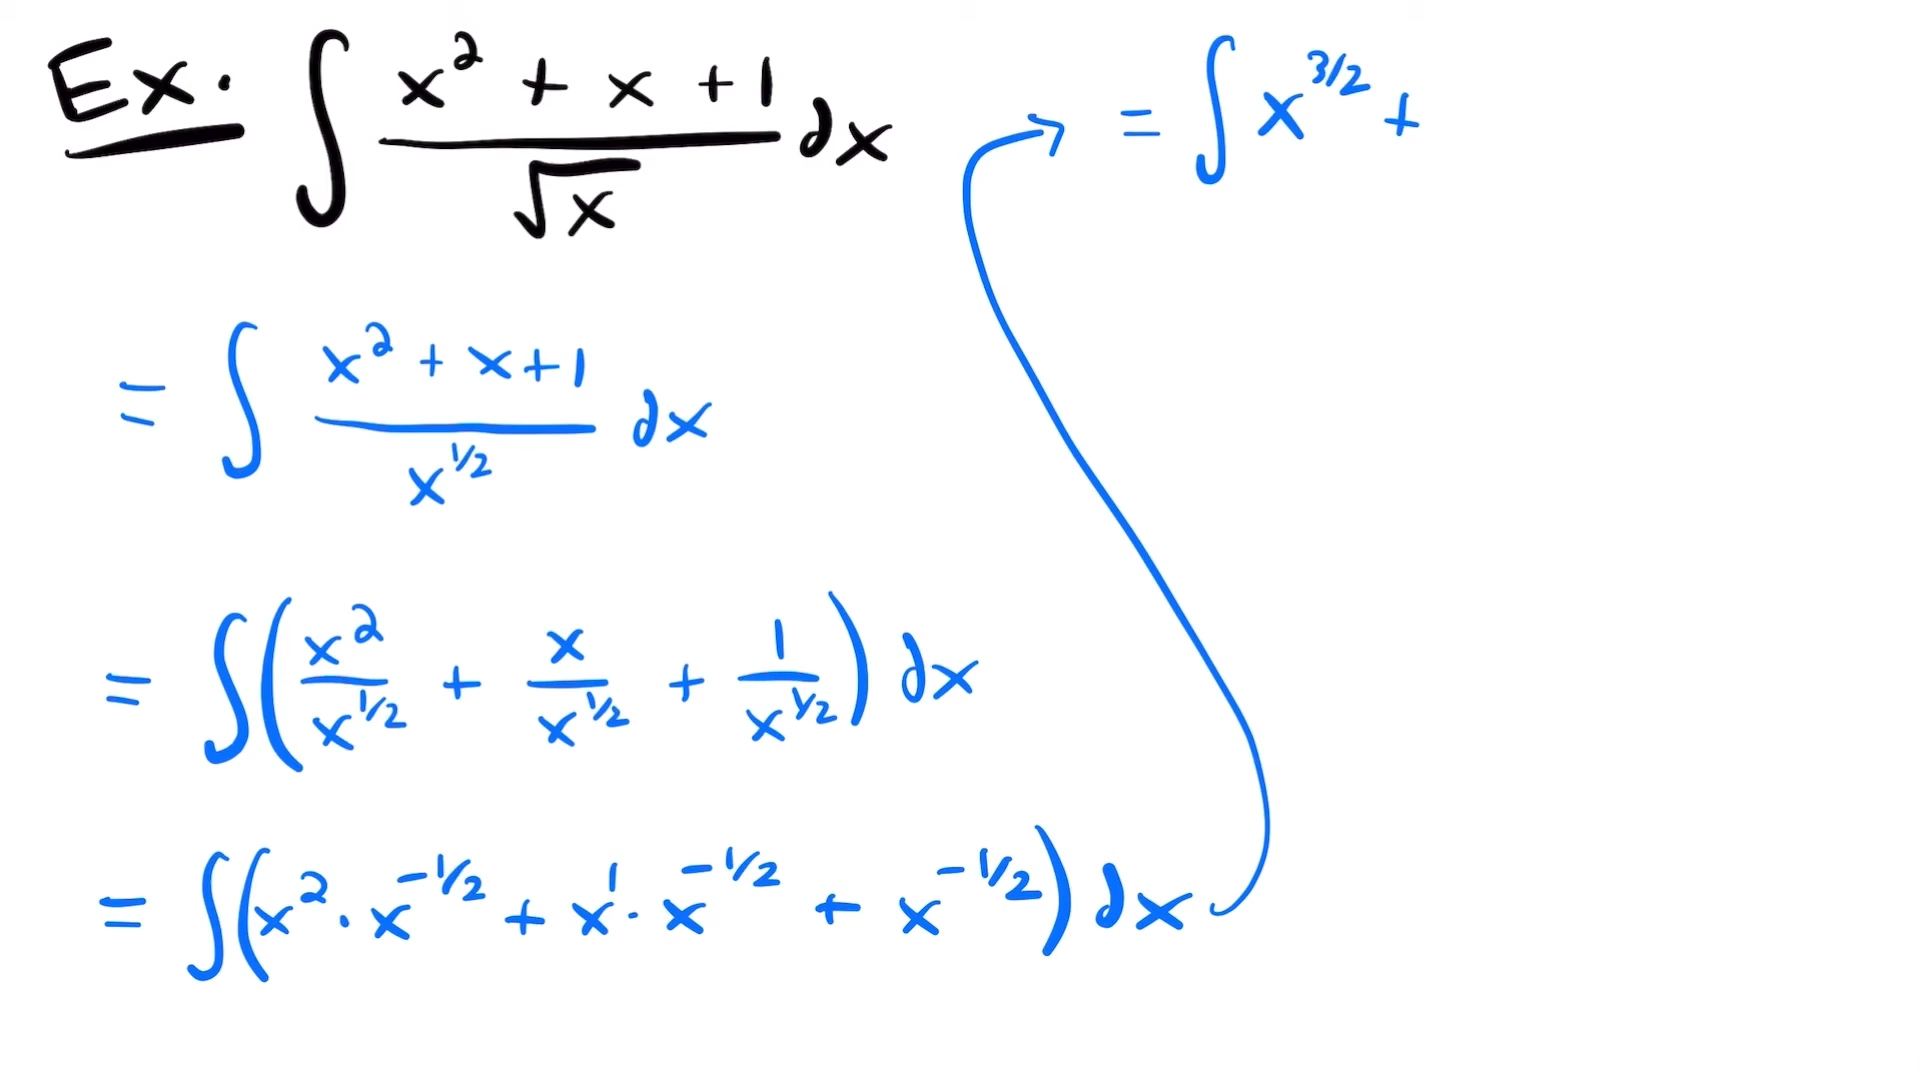 Ex. ∫ (x² + x + 1)/√x dx
= ∫ (x² + x + 1)/x^(1/2) dx
= ∫ (x²/x^(1/2) + x/x^(1/2) + 1/x^(1/2)) dx
= ∫ (x² · x^(-1/2) + x¹ · x^(-1/2) + x^(-1/2)) dx
= ∫ x^(3/2) +